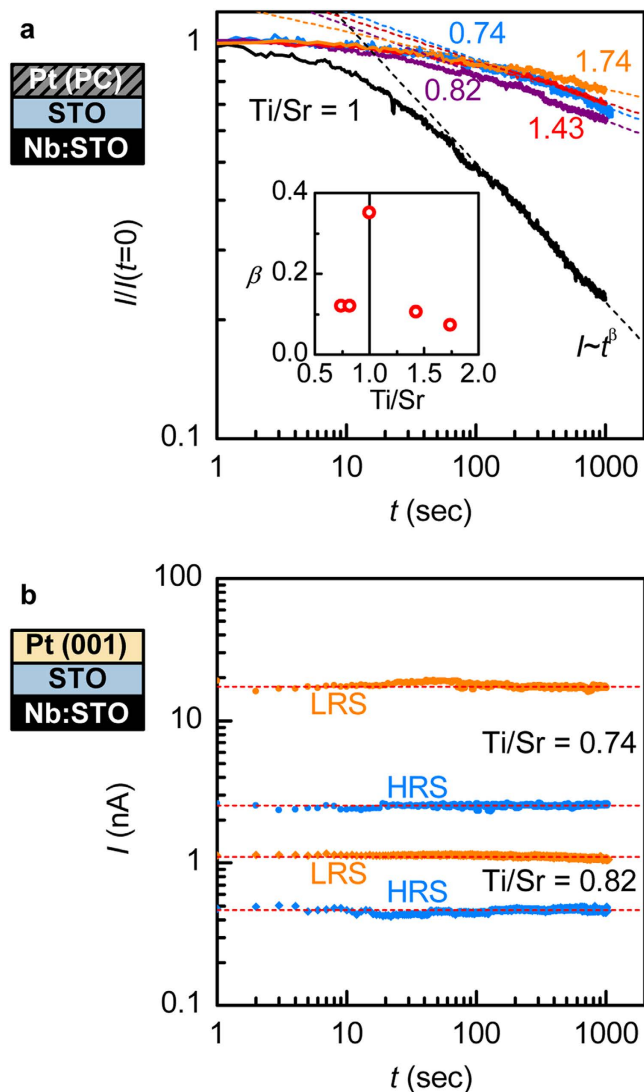 a
Pt (PC)
STO
Nb:STO
1
0.1
I/I(t=0)
0.74
1.74
0.82
1.43
Ti/Sr = 1
I~t^β
0.4
0.2
0.0
β
0.5 1.0 1.5 2.0
Ti/Sr
1 10 100 1000
t (sec)
b
Pt (001)
STO
Nb:STO
100
10
1
0.1
I (nA)
LRS
Ti/Sr = 0.74
HRS
LRS
Ti/Sr = 0.82
HRS
1 10 100 1000
t (sec)